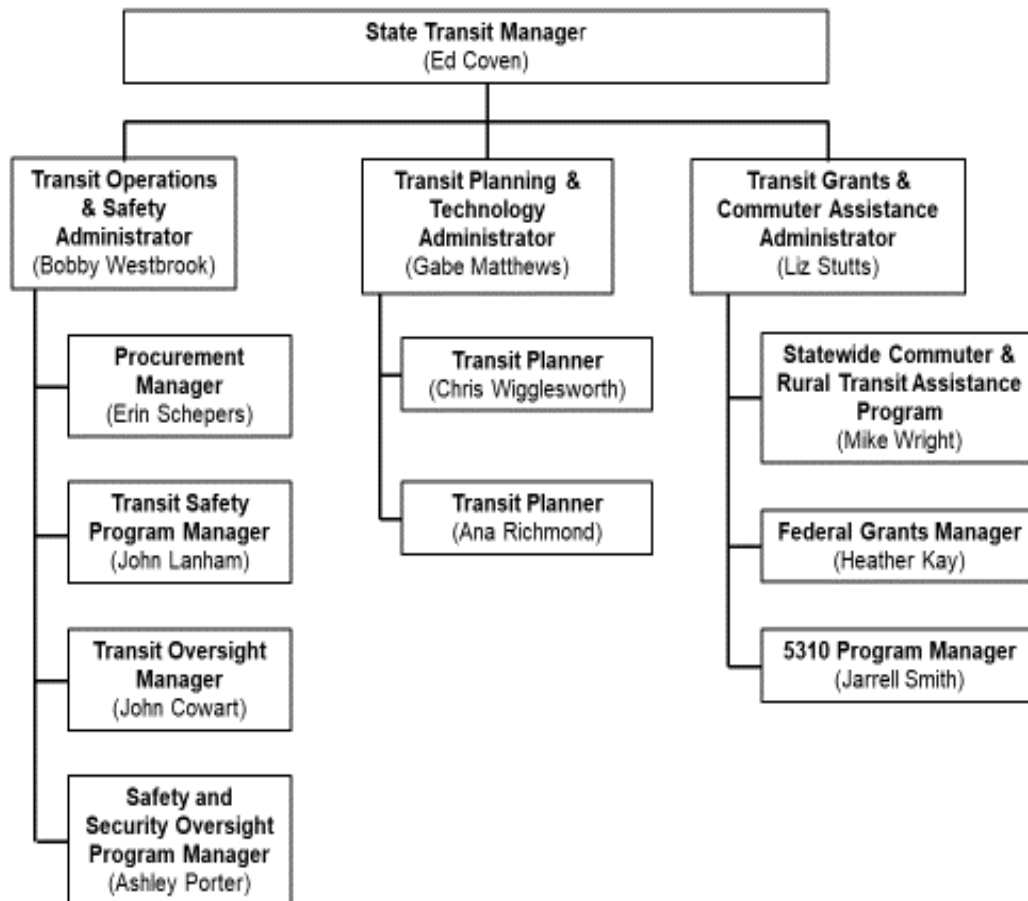 State Transit Manager
(Ed Coven)
Transit Operations
& Safety
Administrator
(Bobby Westbrook)
Procurement
Manager
(Erin Schepers)
Transit Safety
Program Manager
(John Lanham)
Transit Oversight
Manager
(John Cowart)
Safety and
Security Oversight
Program Manager
(Ashley Porter)
Transit Planning &
Technology
Administrator
(Gabe Matthews)
Transit Planner
(Chris Wigglesworth)
Transit Planner
(Ana Richmond)
Transit Grants &
Commuter Assistance
Administrator
(Liz Stutts)
Statewide Commuter &
Rural Transit Assistance
Program
(Mike Wright)
Federal Grants Manager
(Heather Kay)
5310 Program Manager
(Jarrell Smith)